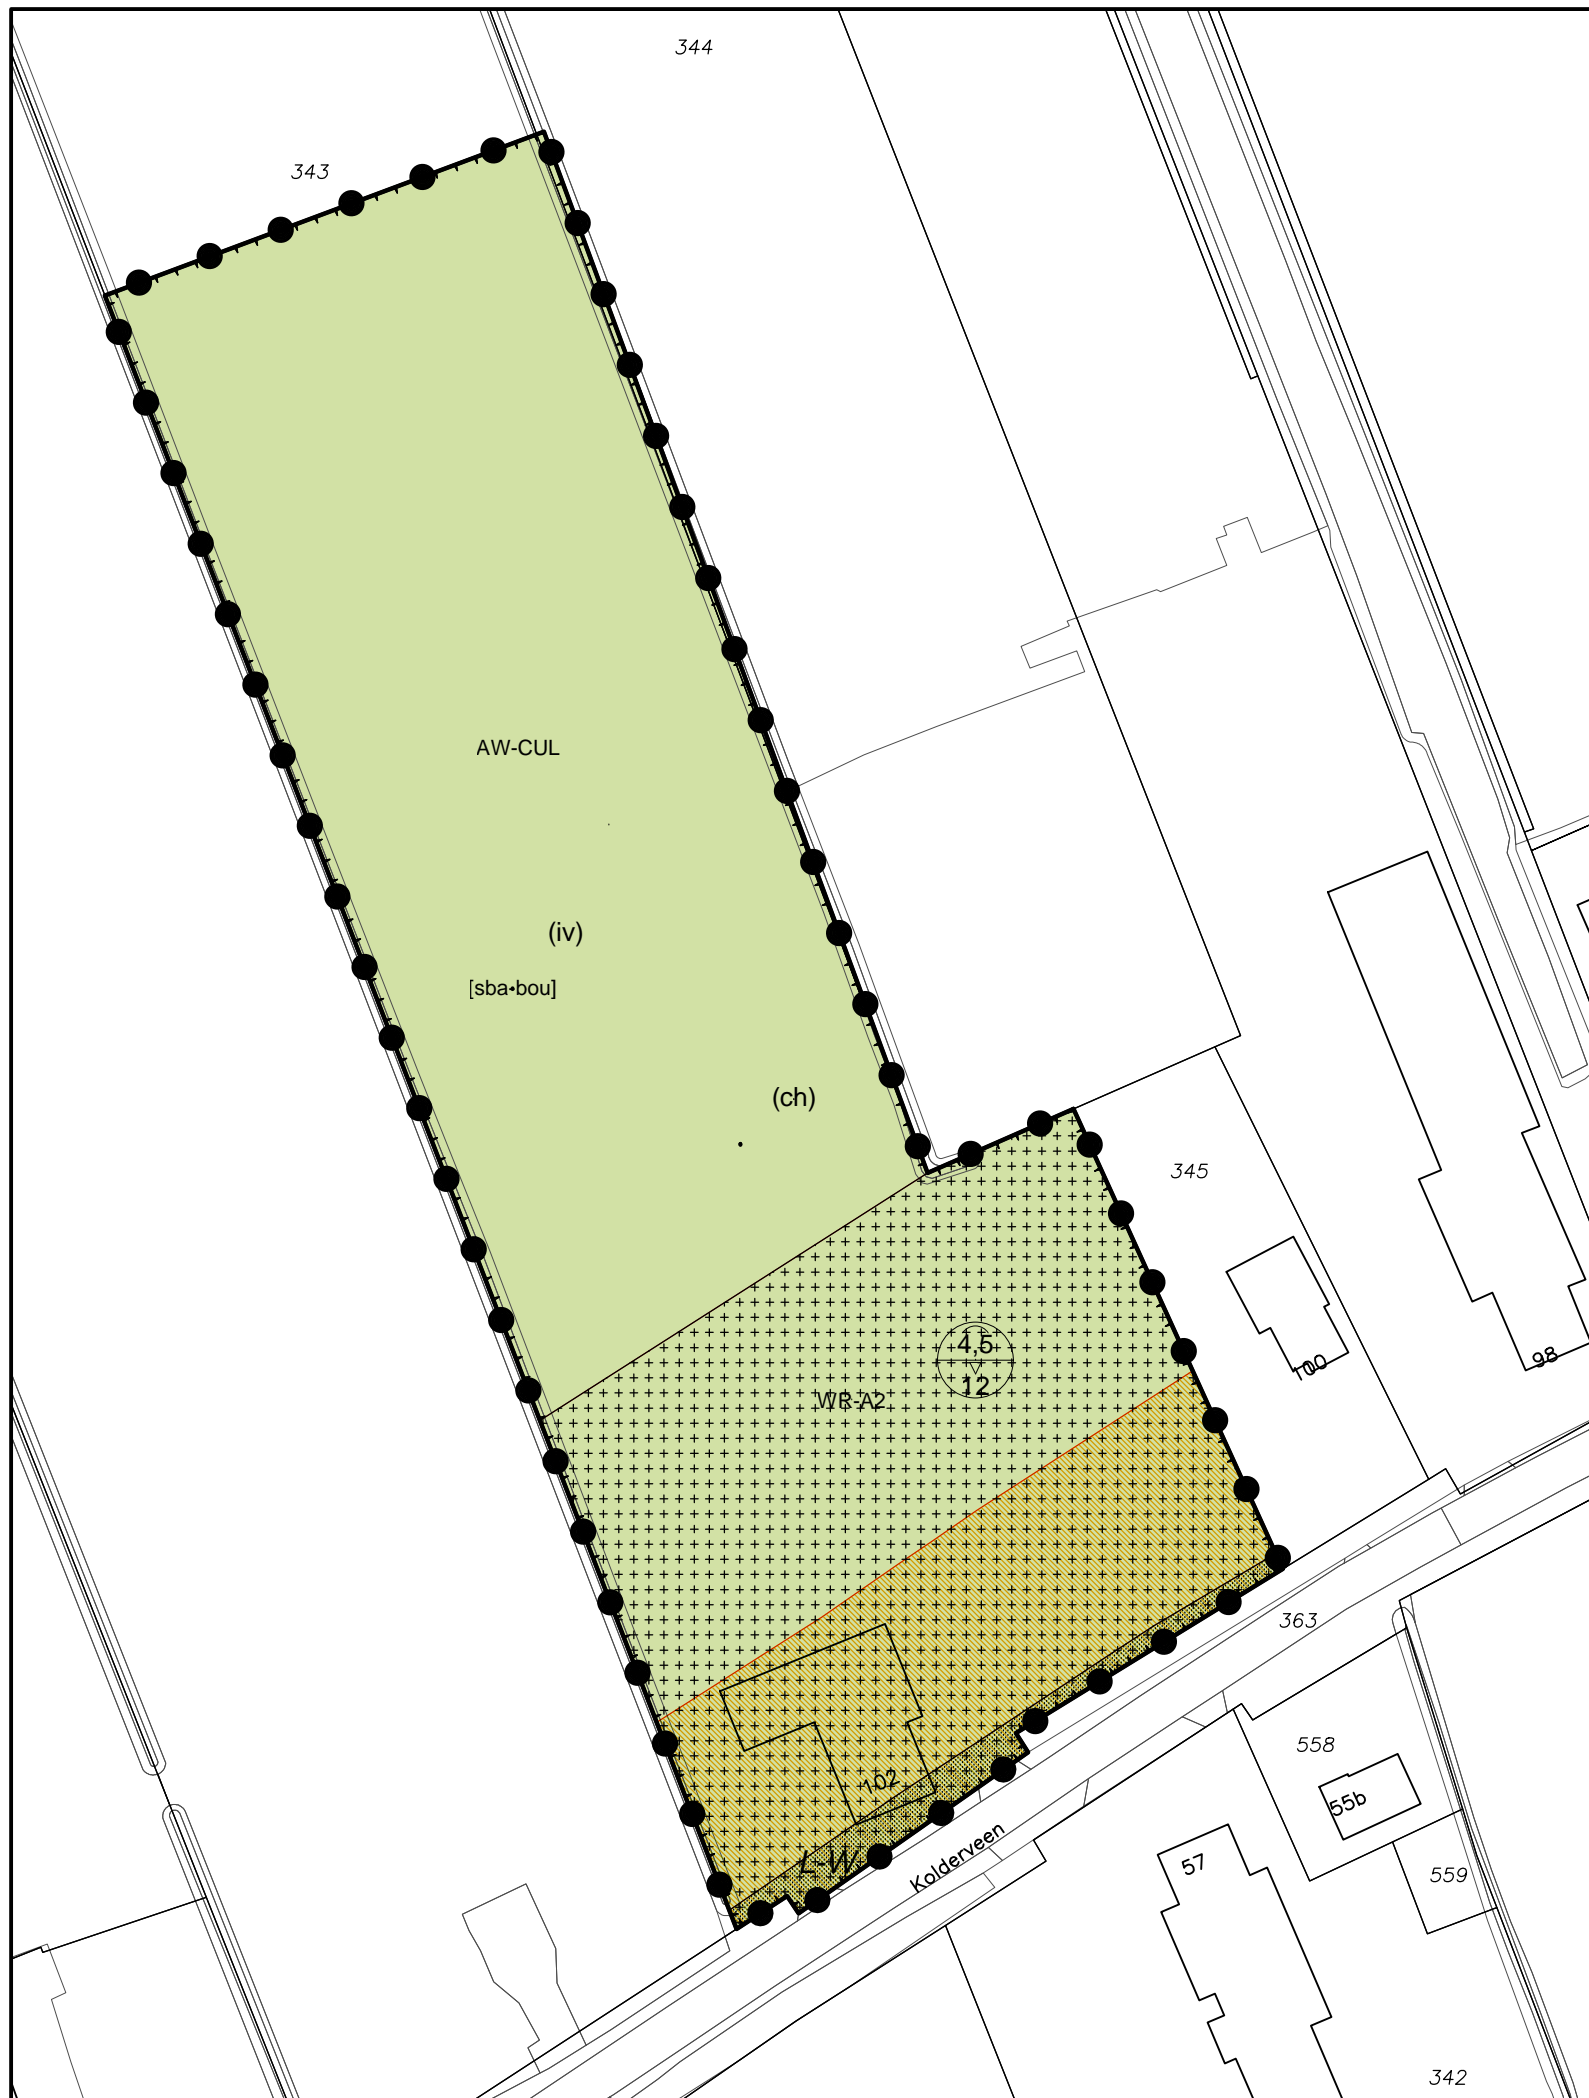 344
343
AW-CUL
(iv)
[sba-bou]
(ch)
345
4,5
12
WR-A2
100
98
363
102
558
55b
L-W
Kolderveen
57
559
342